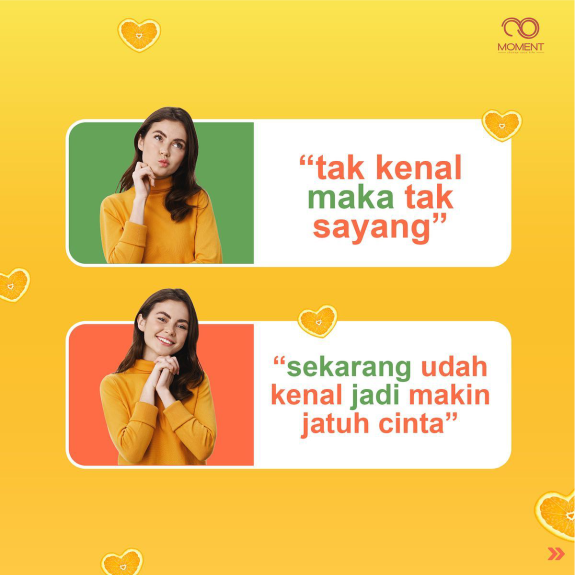 MOMENT
“tak kenal
maka tak
sayang”
“sekarang udah
kenal jadi makin
jatuh cinta”